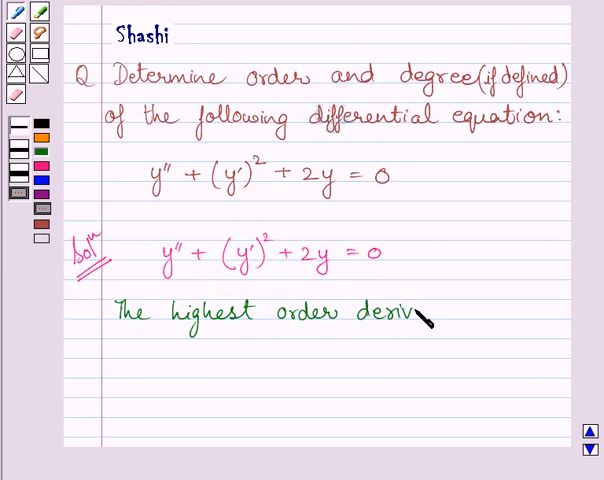 Shashi
Q Determine order and degree (if defined)
of the following differential equation:
y'' + (y')² + 2y = 0
Solⁿ y'' + (y')² + 2y = 0
The highest order deriv